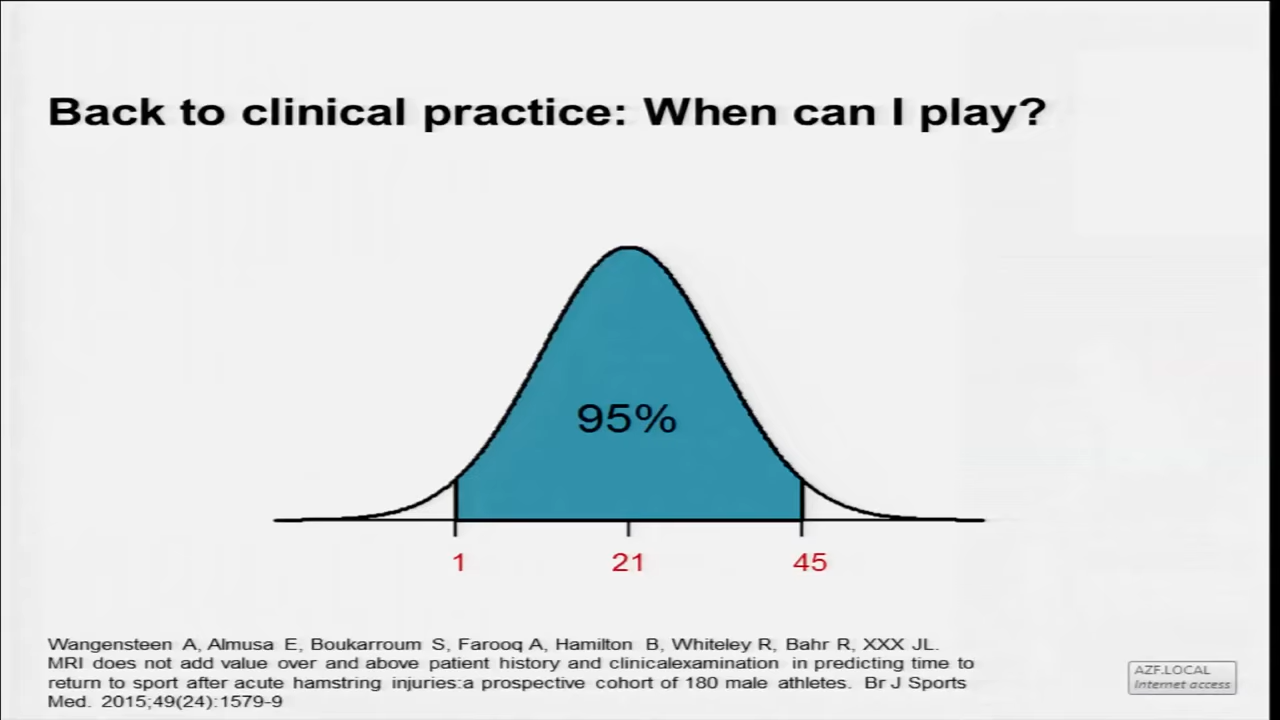 Back to clinical practice: When can I play?
95%
1 21 45
Wangensteen A, Almusa E, Boukarroum S, Farooq A, Hamilton B, Whiteley R, Bahr R, XXX JL.
MRI does not add value over and above patient history and clinicalexamination in predicting time to
return to sport after acute hamstring injuries:a prospective cohort of 180 male athletes. Br J Sports
Med. 2015;49(24):1579-9
AZF.LOCAL
Internet access